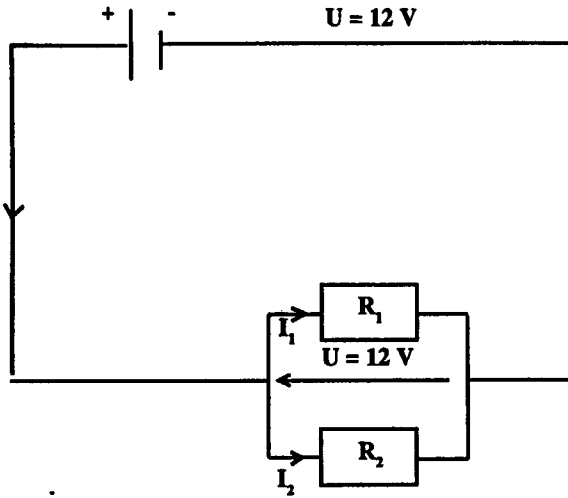 + - U = 12 V
R₁
I₁
U = 12 V
R₂
I₂